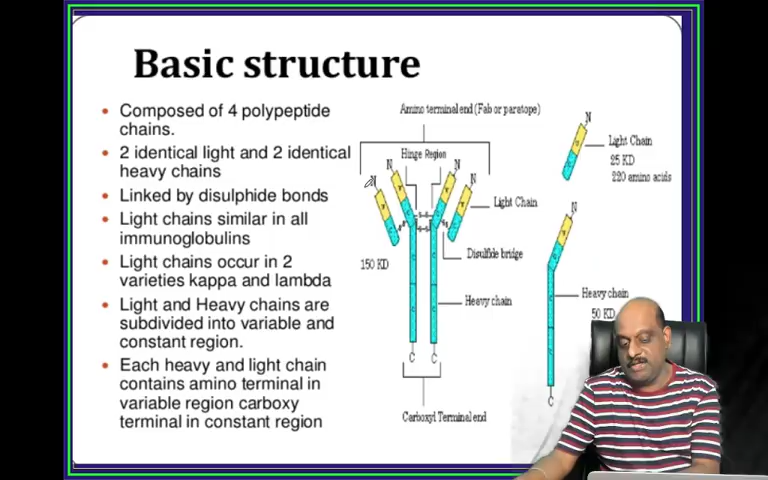 Basic structure
Composed of 4 polypeptide
chains.
2 identical light and 2 identical
heavy chains
Linked by disulphide bonds
Light chains similar in all
immunoglobulins
Light chains occur in 2
varieties kappa and lambda
Light and Heavy chains are
subdivided into variable and
constant region.
Each heavy and light chain
contains amino terminal in
variable region carboxy
terminal in constant region
Amino terminal end (Fab or paratope)
Hinge Region
N
N
N
N
Light Chain
Disulfide bridge
150 KD
Heavy chain
C
C
Carboxyl Terminal end
N
Light Chain
25 KD
220 amino acids
N
Heavy chain
50 KD
C